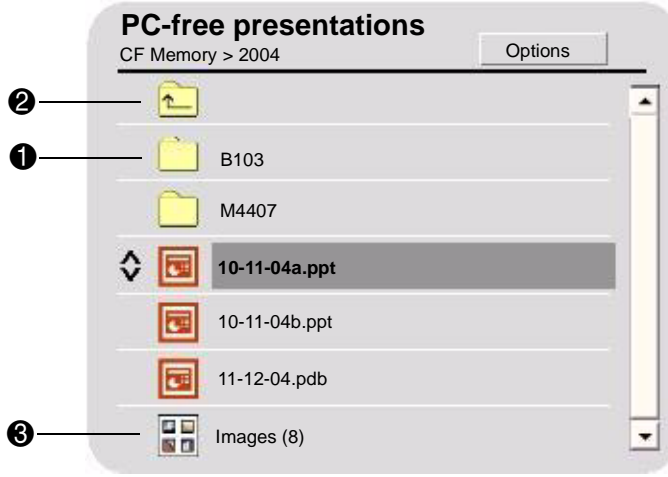 PC-free presentations
CF Memory > 2004
Options
❷
❶ B103
M4407
10-11-04a.ppt
10-11-04b.ppt
11-12-04.pdb
❸ Images (8)